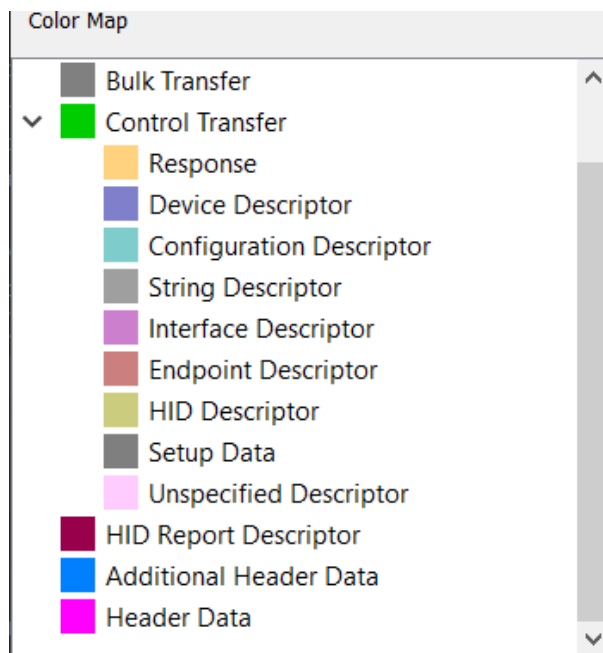 Color Map
Bulk Transfer
Control Transfer
Response
Device Descriptor
Configuration Descriptor
String Descriptor
Interface Descriptor
Endpoint Descriptor
HID Descriptor
Setup Data
Unspecified Descriptor
HID Report Descriptor
Additional Header Data
Header Data